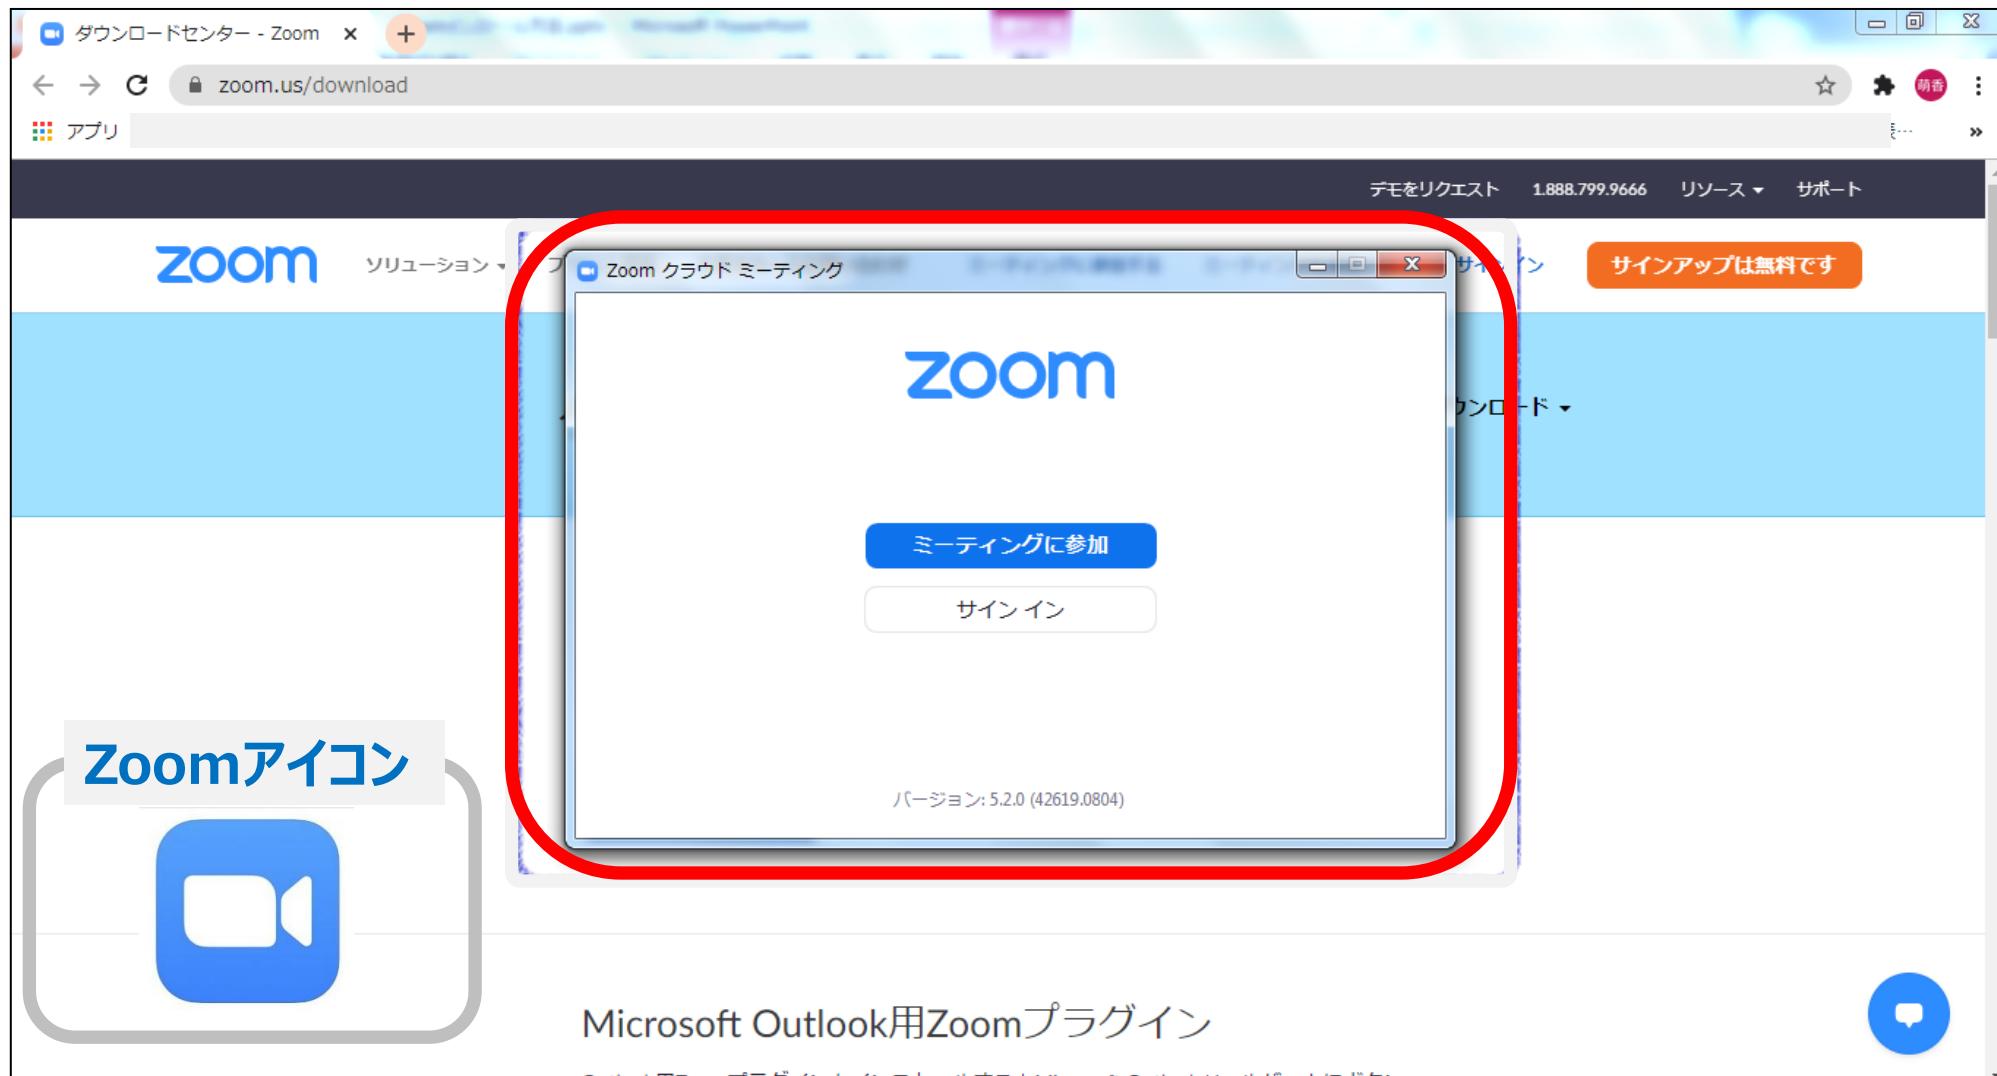 ダウンロードセンター - Zoom
zoom.us/download
萌香
アプリ
デモをリクエスト 1.888.799.9666 リソース サポート
zoom ソリューション
サインアップは無料です
Zoom クラウド ミーティング
zoom
ミーティングに参加
サイン イン
バージョン: 5.2.0 (42619.0804)
Zoomアイコン
Microsoft Outlook用Zoomプラグイン